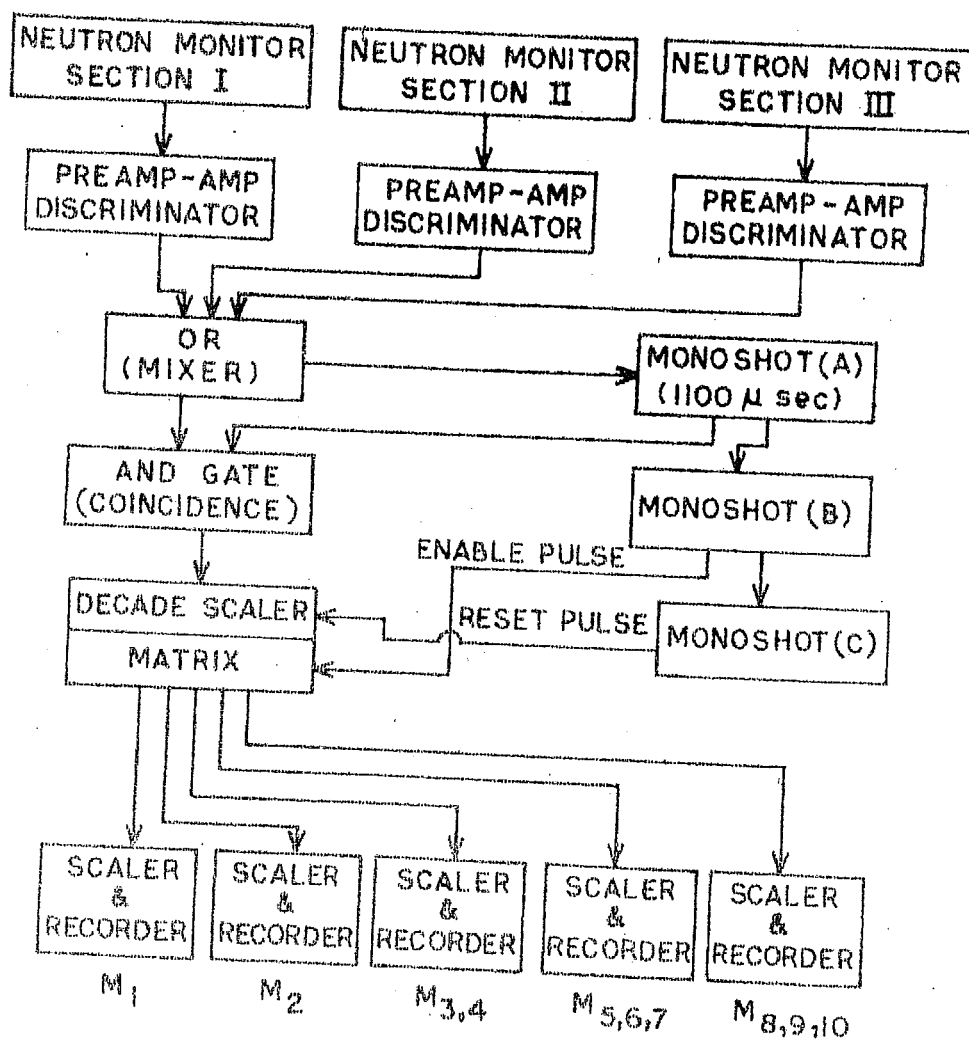 NEUTRON MONITOR
SECTION I
NEUTRON MONITOR
SECTION II
NEUTRON MONITOR
SECTION III
PREAMP-AMP
DISCRIMINATOR
PREAMP-AMP
DISCRIMINATOR
PREAMP-AMP
DISCRIMINATOR
OR
(MIXER)
MONOSHOT(A)
(1100 μ sec)
AND GATE
(COINCIDENCE)
MONOSHOT(B)
ENABLE PULSE
DECADE SCALER
RESET PULSE
MONOSHOT(C)
MATRIX
SCALER
&
RECORDER
SCALER
&
RECORDER
SCALER
&
RECORDER
SCALER
&
RECORDER
SCALER
&
RECORDER
M1
M2
M3,4
M5,6,7
M8,9,10